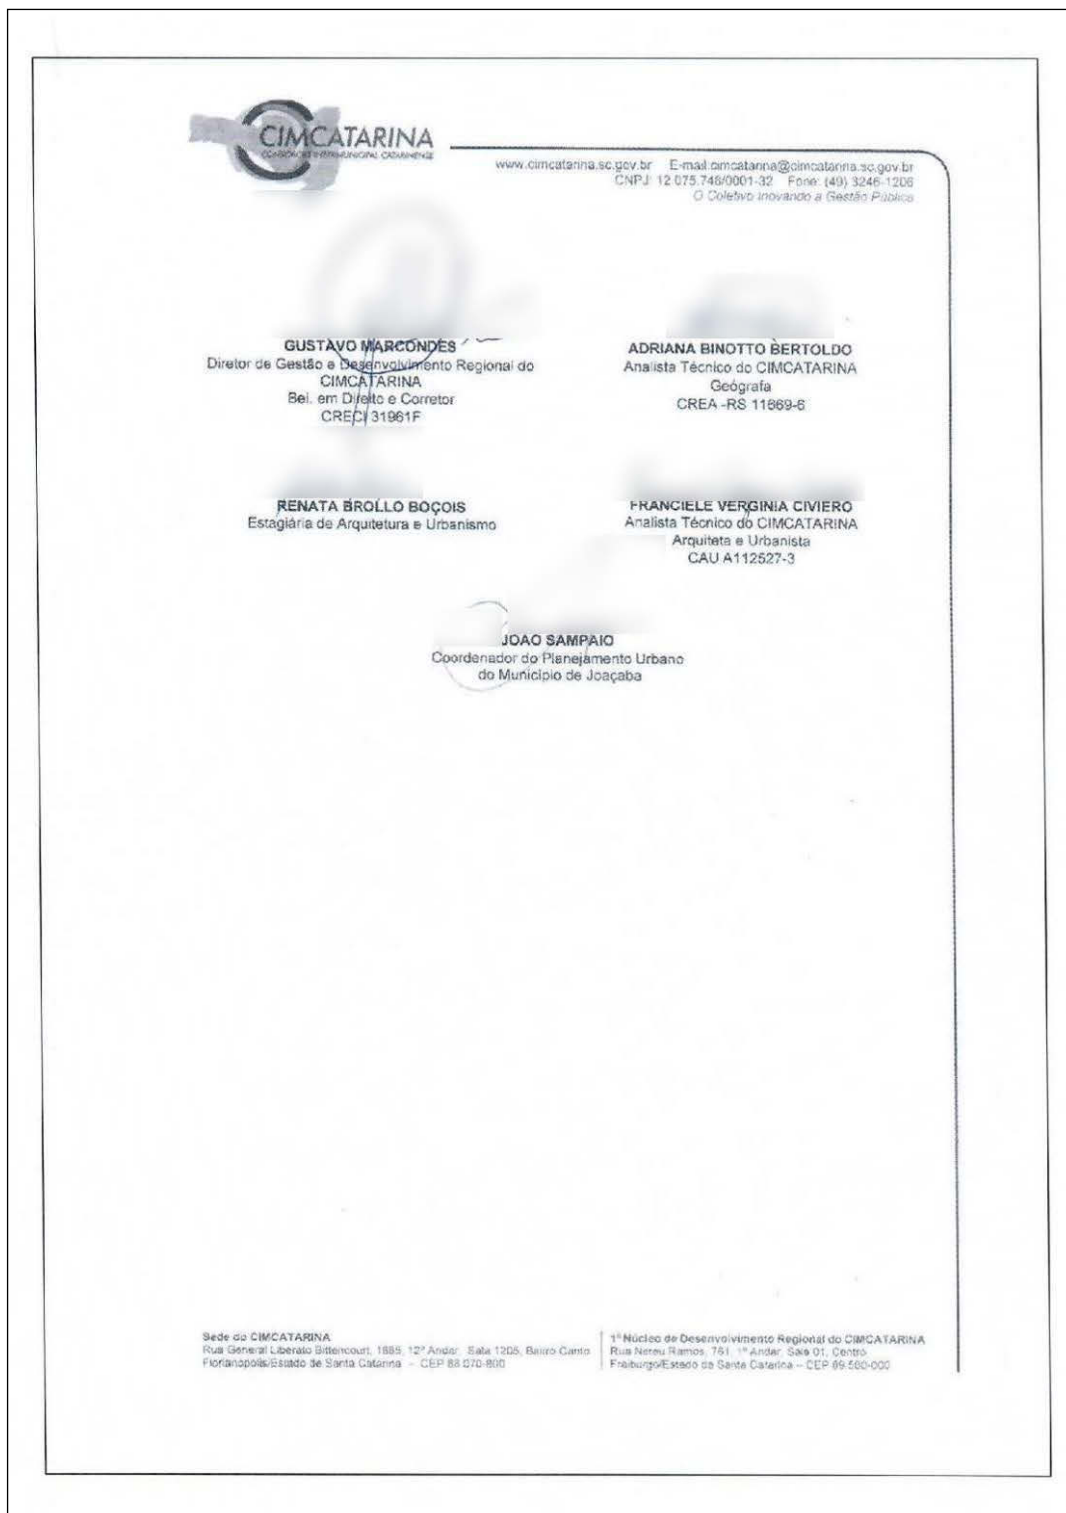 CIMCATARINA
CONSÓRCIO INTERMUNICIPAL CATARINENSE
www.cimcatarina.sc.gov.br E-mail:cimcatarina@cimcatarina.sc.gov.br
CNPJ: 12.075.748/0001-32 Fone: (49) 3246-1206
O Coletivo Inovando a Gestão Pública
GUSTAVO MARCONDES
Diretor de Gestão e Desenvolvimento Regional do
CIMCATARINA
Bel. em Direito e Corretor
CRECI 31961F
ADRIANA BINOTTO BERTOLDO
Analista Técnico do CIMCATARINA
Geógrafa
CREA -RS 11669-6
RENATA BROLLO BOÇOIS
Estagiária de Arquitetura e Urbanismo
FRANCIELE VERGINIA CIVIERO
Analista Técnico do CIMCATARINA
Arquiteta e Urbanista
CAU A112527-3
JOAO SAMPAIO
Coordenador do Planejamento Urbano
do Município de Joaçaba
Sede do CIMCATARINA
Rua General Liberato Bittencourt, 1885, 12º Andar, Sala 1205, Bairro Canto
Florianópolis/Estado de Santa Catarina – CEP 88.070-800
1º Núcleo de Desenvolvimento Regional do CIMCATARINA
Rua Nereu Ramos, 761, 1º Andar, Sala 01, Centro
Fraiburgo/Estado de Santa Catarina – CEP 89.580-000